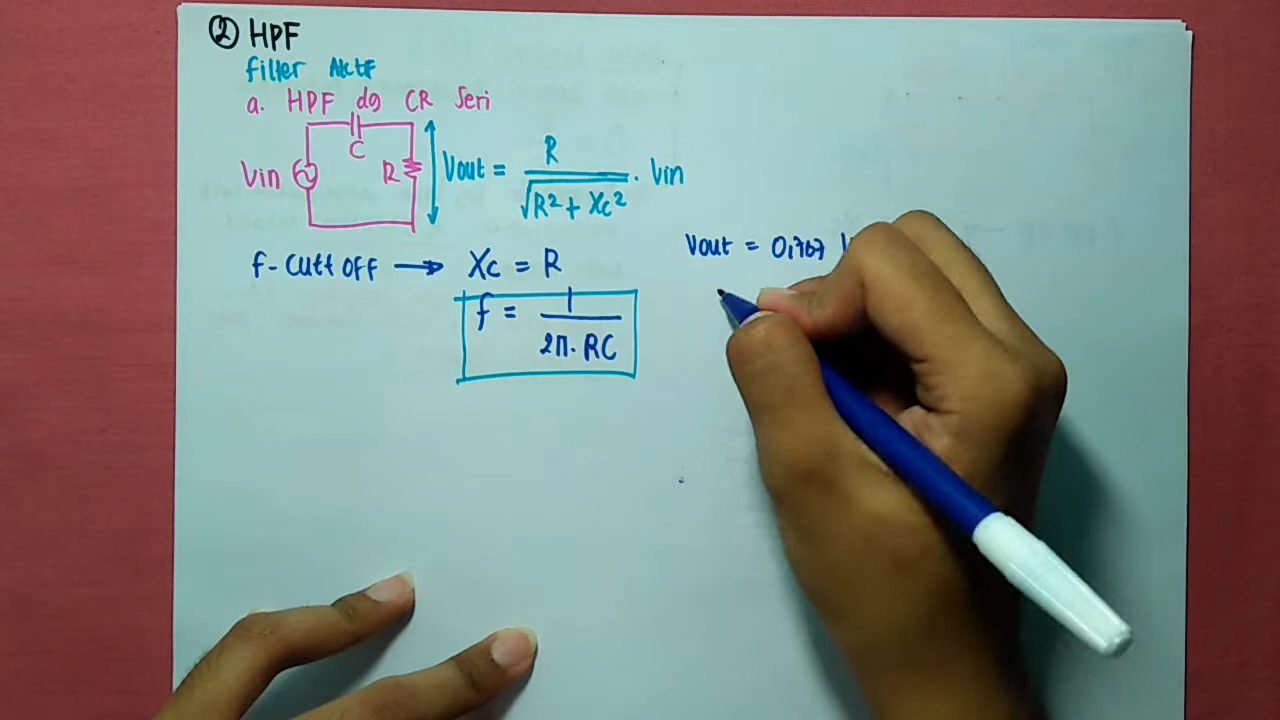 ② HPF
filter Aktif
a. HPF dg CR Seri
C
Vin
R
Vout = R / √R² + Xc² . Vin
f-cutt off → Xc = R
f = 1 / 2π. RC
Vout = 0,707